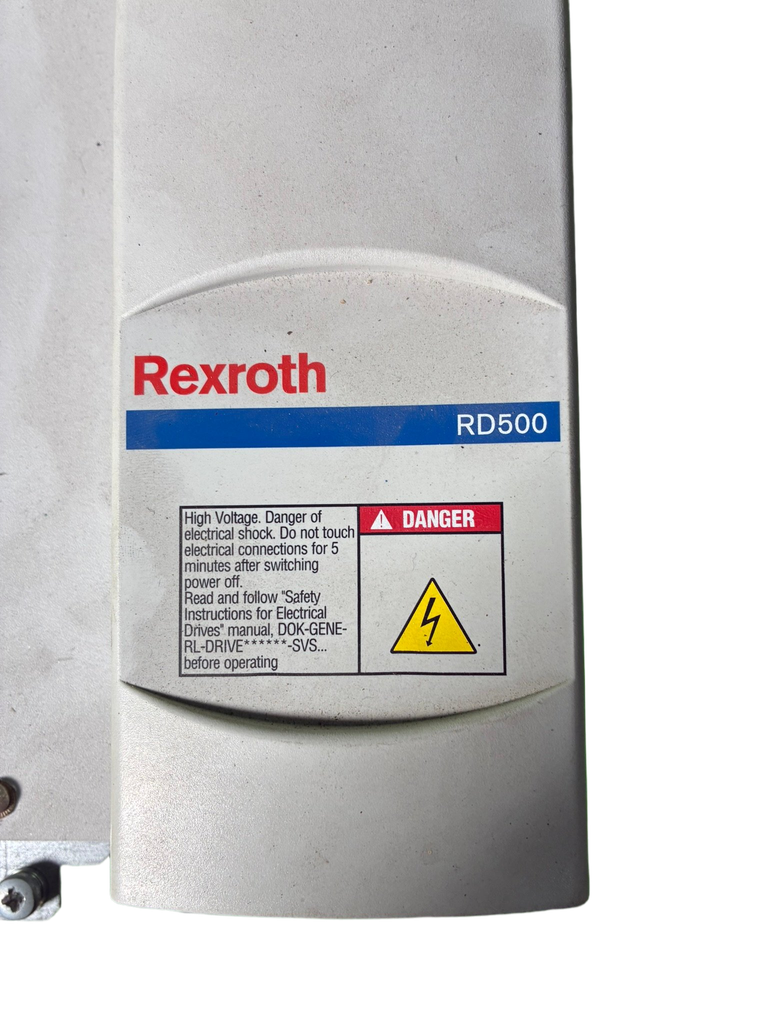 Rexroth
RD500
High Voltage. Danger of
electrical shock. Do not touch
electrical connections for 5
minutes after switching
power off.
Read and follow "Safety
Instructions for Electrical
Drives" manual, DOK-GENE-
RL-DRIVE******-SVS...
before operating
DANGER